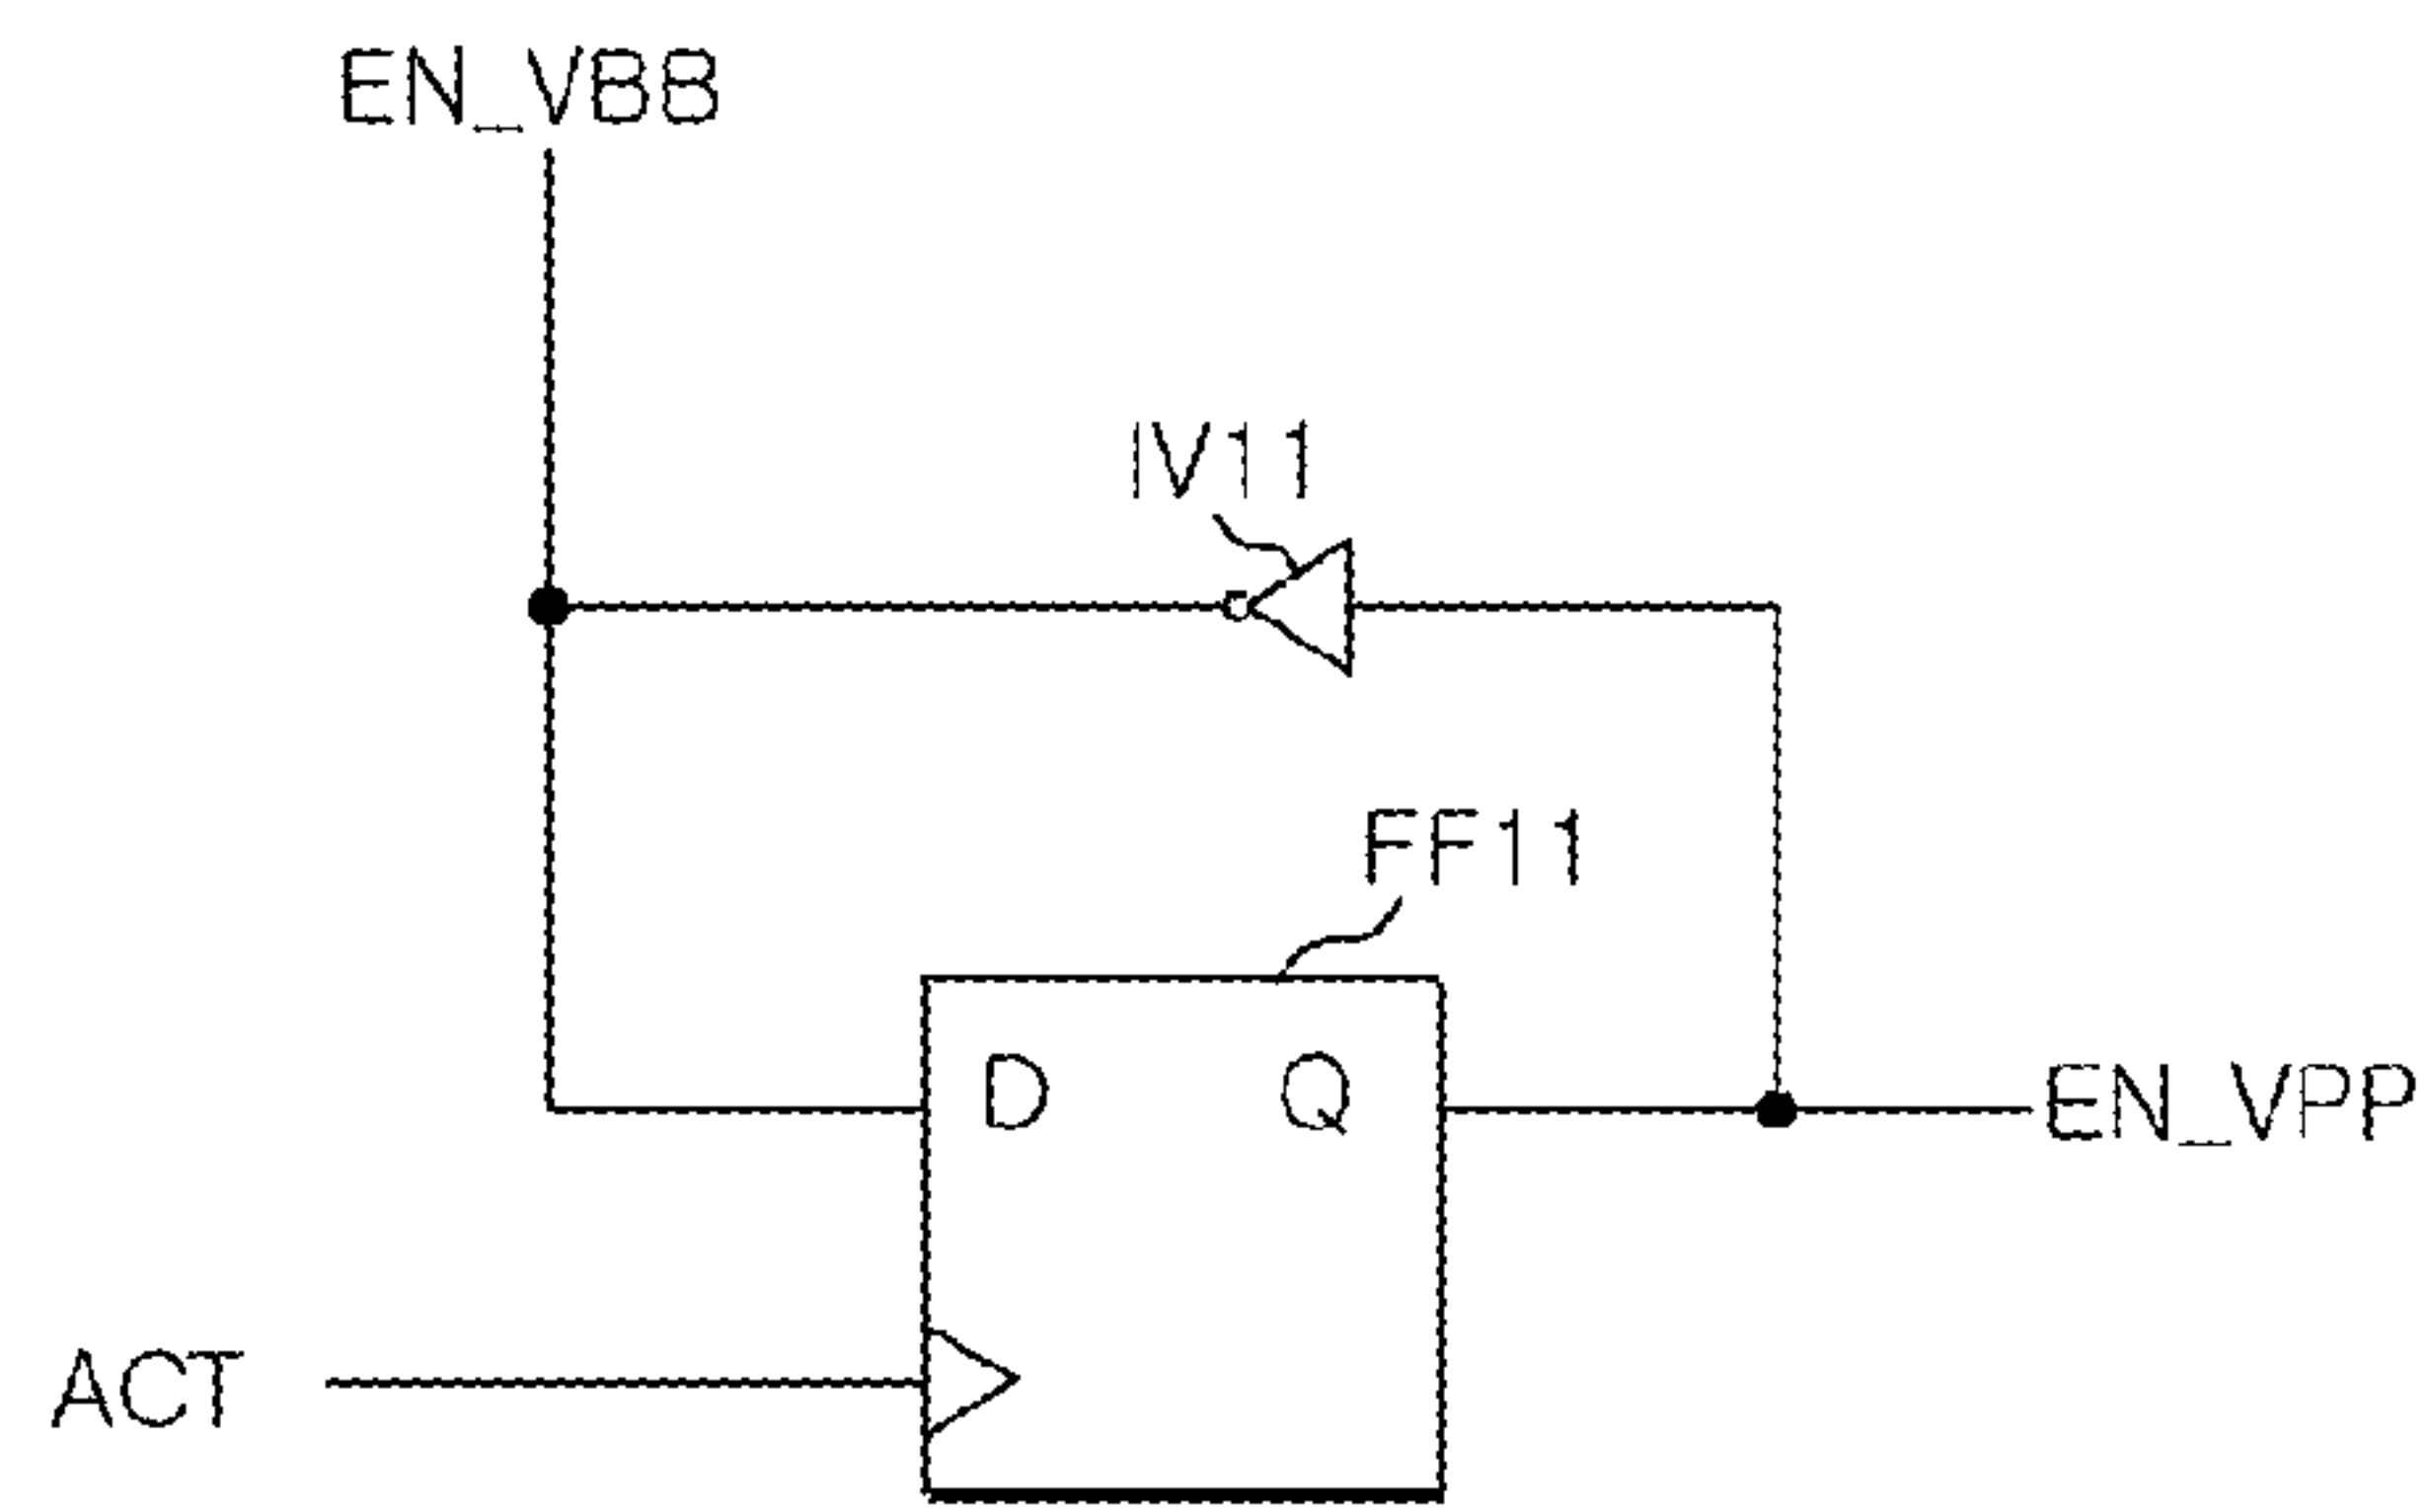 EN_VBB
IV11
FF11
D Q
EN_VPP
ACT